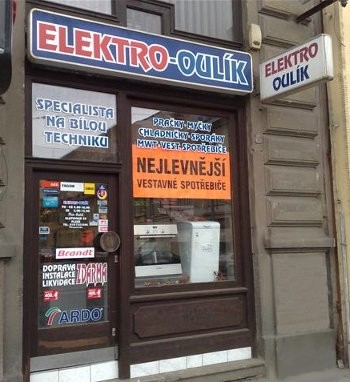 ELEKTRO-OULÍK
ELEKTRO
OULÍK
SPECIALISTA
NA BÍLOU
TECHNIKU
PRAČKY-MYČKY
CHLADNIČKY-SPORÁKY
MWT-VEST-SPOTŘEBIČE
NEJLEVNĚJŠÍ
VESTAVNÉ SPOTŘEBIČE
Brandt
DOPRAVA
INSTALACE
LIKVIDACE
ZDARMA
ARDO